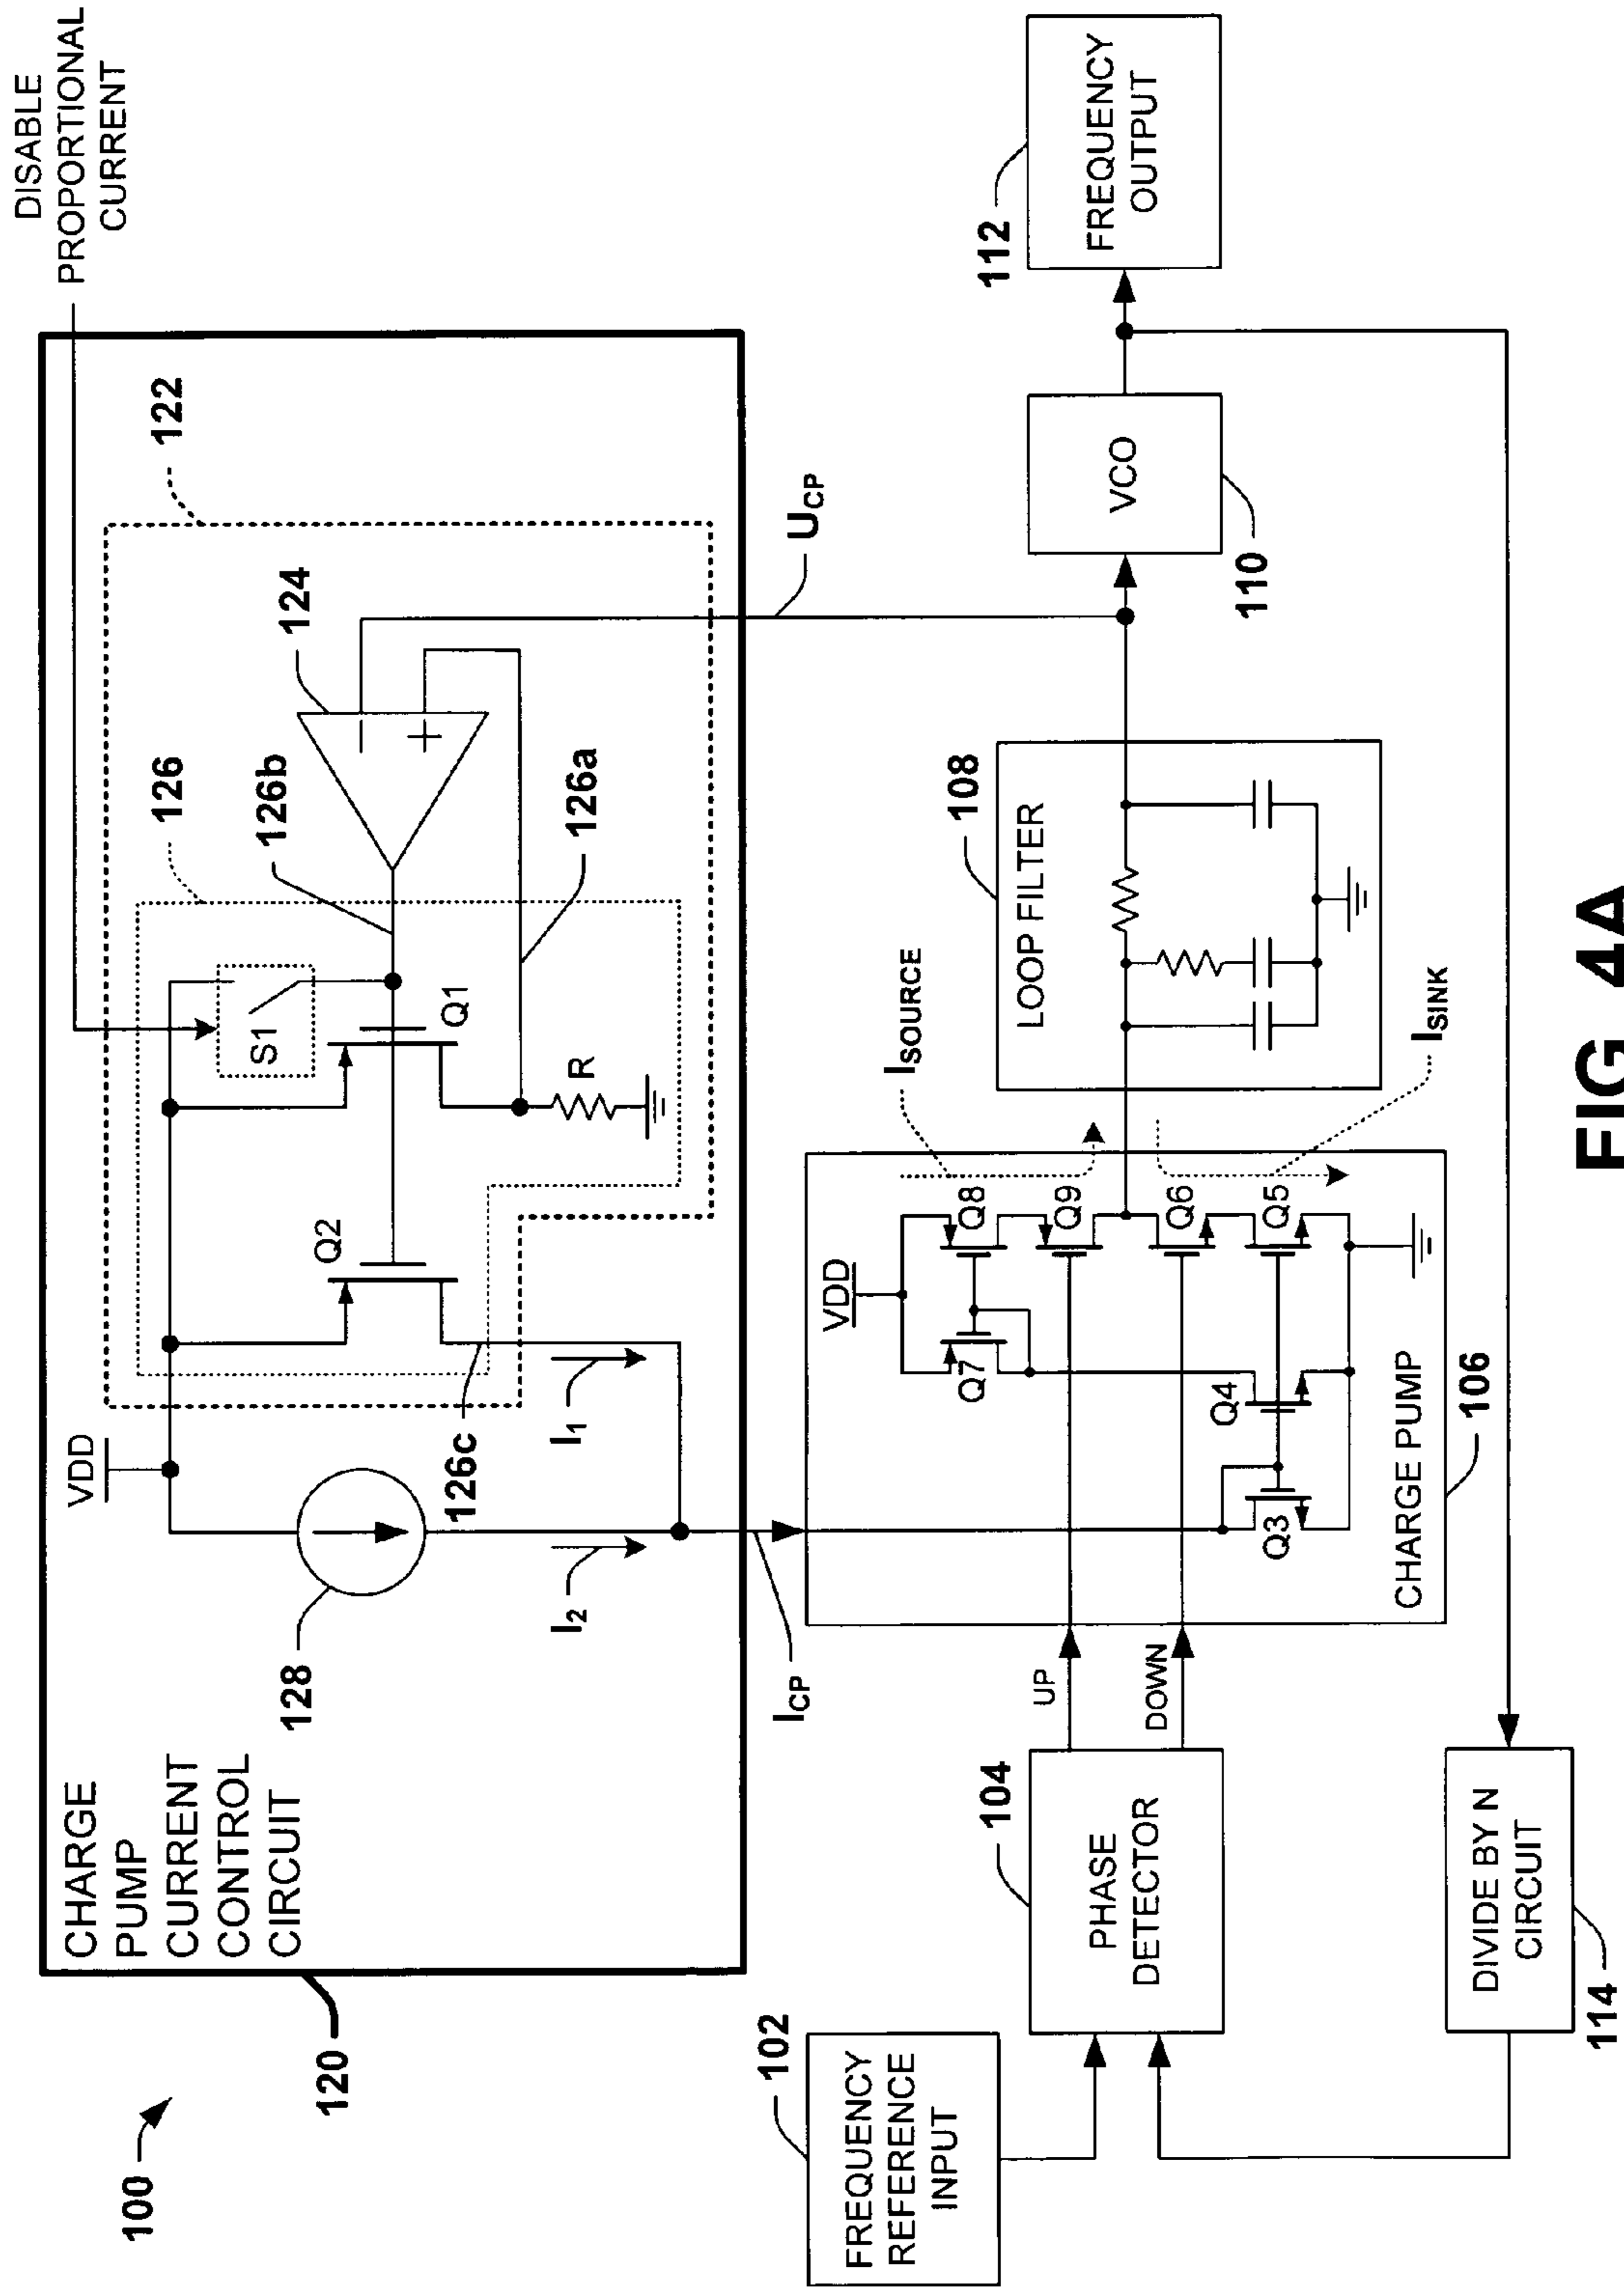 100
120
CHARGE
PUMP
CURRENT
CONTROL
CIRCUIT
128
VDD
I2
I1
ICP
126c
Q2
S1
Q1
R
126
126b
126a
124
122
UCP
DISABLE
PROPORTIONAL
CURRENT
102
FREQUENCY
REFERENCE
INPUT
104
PHASE
DETECTOR
UP
DOWN
VDD
Q7
Q8
Q9
Q6
Q5
Q4
Q3
CHARGE PUMP
106
ISOURCE
ISINK
108
LOOP FILTER
VCO
110
112
FREQUENCY
OUTPUT
DIVIDE BY N
CIRCUIT
114
FIG. 4A